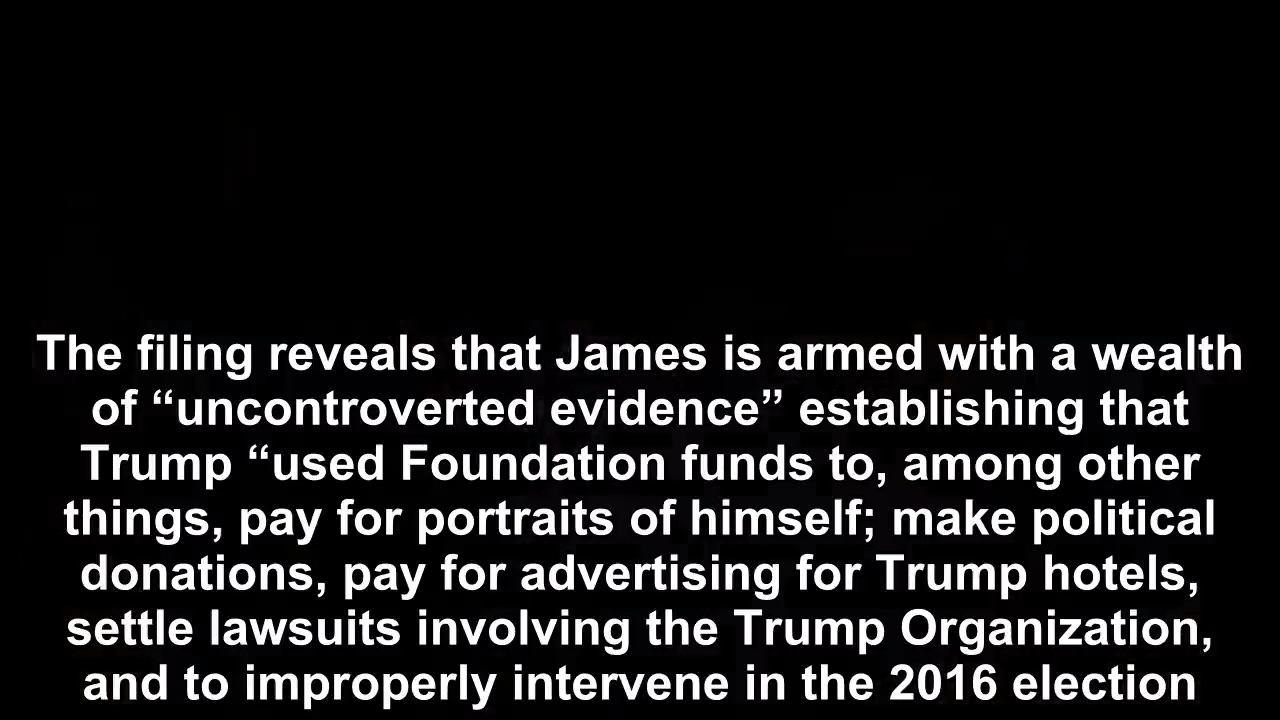 The filing reveals that James is armed with a wealth
of “uncontroverted evidence” establishing that
Trump “used Foundation funds to, among other
things, pay for portraits of himself; make political
donations, pay for advertising for Trump hotels,
settle lawsuits involving the Trump Organization,
and to improperly intervene in the 2016 election